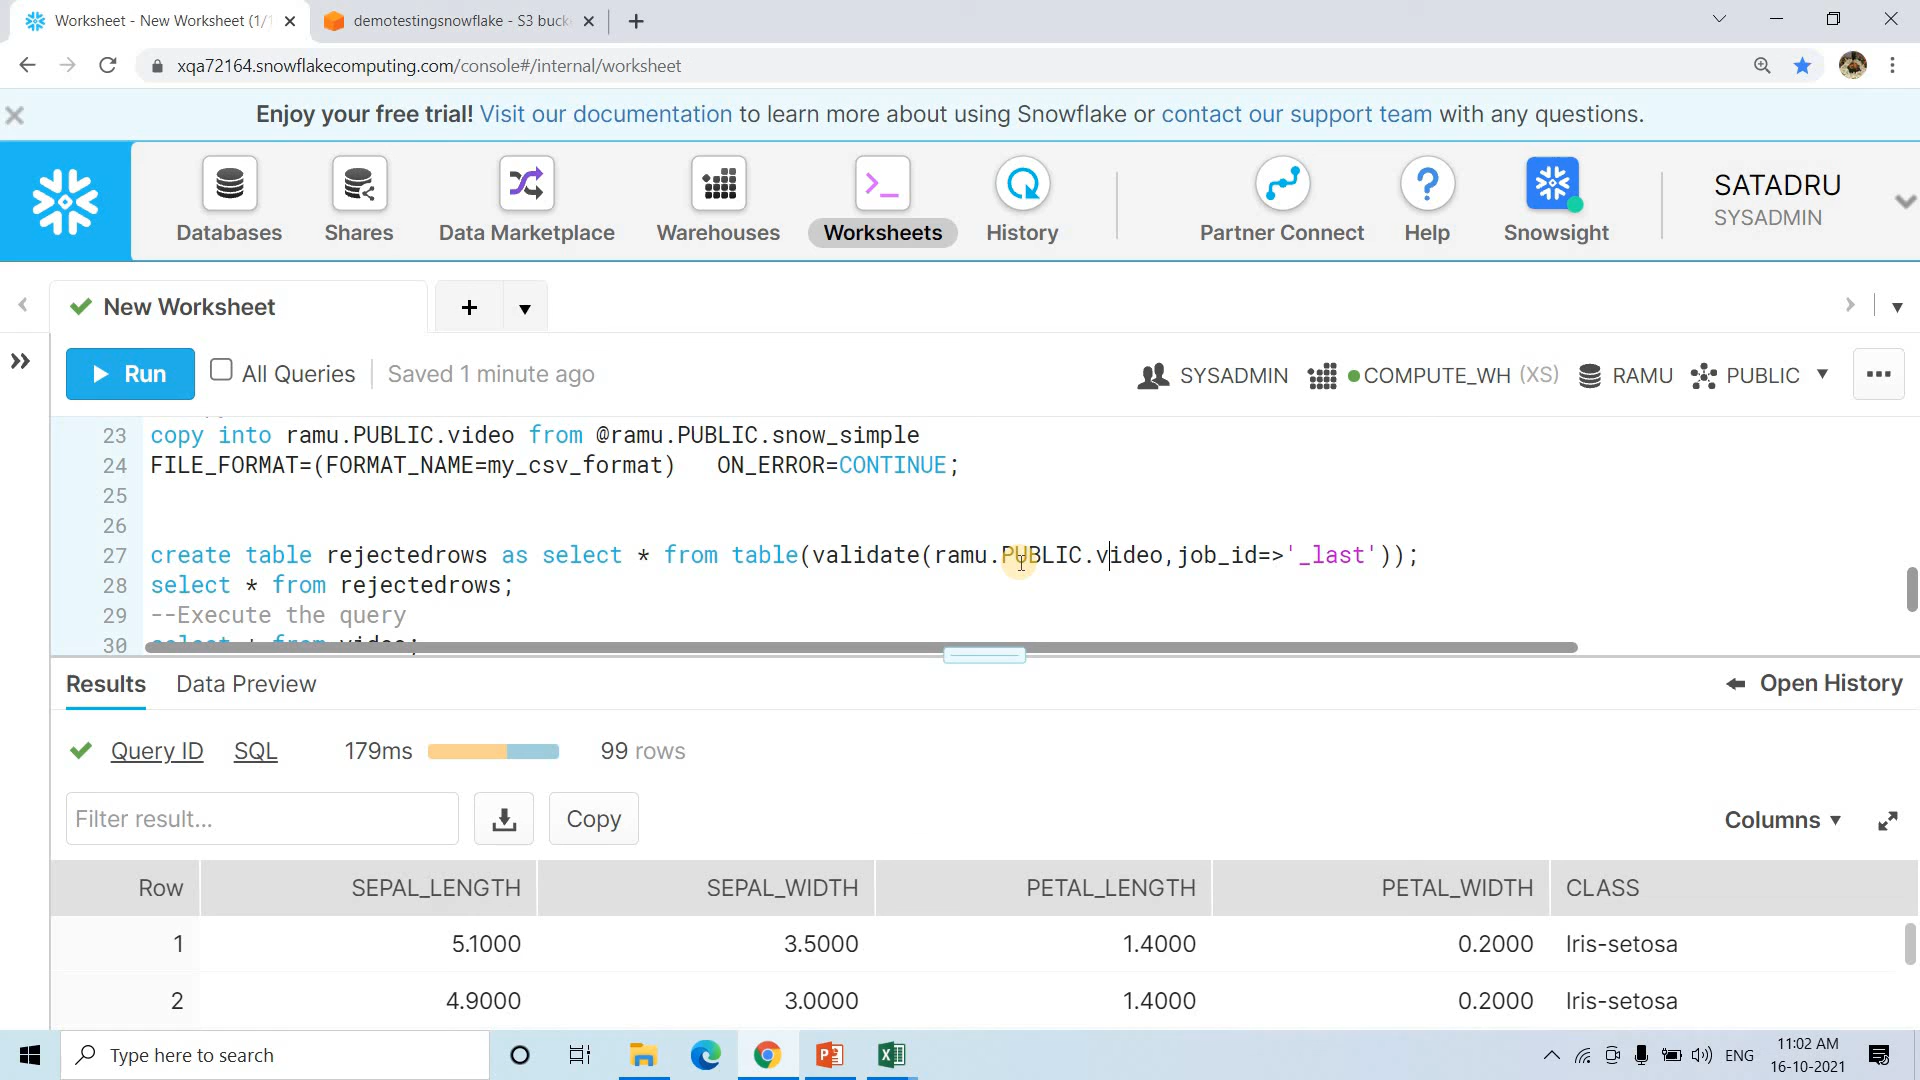 Worksheet - New Worksheet (1/1
demotestingsnowflake - S3 buck
xqa72164.snowflakecomputing.com/console#/internal/worksheet
Enjoy your free trial! Visit our documentation to learn more about using Snowflake or contact our support team with any questions.
Databases
Shares
Data Marketplace
Warehouses
Worksheets
History
Partner Connect
Help
Snowsight
SATADRU
SYSADMIN
New Worksheet
Run
All Queries
Saved 1 minute ago
SYSADMIN
COMPUTE_WH (XS)
RAMU
PUBLIC
23 copy into ramu.PUBLIC.video from @ramu.PUBLIC.snow_simple
24 FILE_FORMAT=(FORMAT_NAME=my_csv_format) ON_ERROR=CONTINUE;
25
26
27 create table rejectedrows as select * from table(validate(ramu.PUBLIC.video,job_id=>'_last'));
28 select * from rejectedrows;
29 --Execute the query
30 select * from video;
Results
Data Preview
Open History
Query ID
SQL
179ms
99 rows
Filter result...
Copy
Columns
Row SEPAL_LENGTH SEPAL_WIDTH PETAL_LENGTH PETAL_WIDTH CLASS
1 5.1000 3.5000 1.4000 0.2000 Iris-setosa
2 4.9000 3.0000 1.4000 0.2000 Iris-setosa
Type here to search
ENG
11:02 AM
16-10-2021